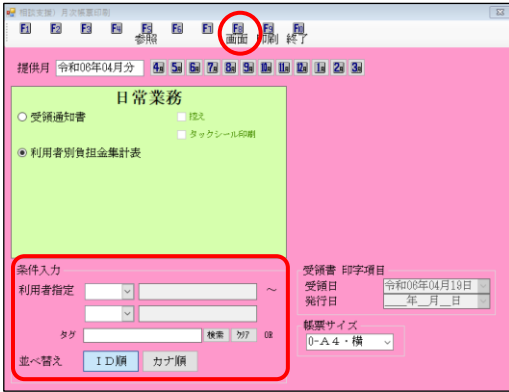 相談支援) 月次帳票印刷
F1 F2 F3 F4 F5 F6 F7 F8 F9 F10
参照 画面 印刷 終了
提供月 令和06年04月分 4月 5月 6月 7月 8月 9月 10月 11月 12月 1月 2月 3月
日常業務
受領通知書 控え
タックシール印刷
利用者別負担金集計表
条件入力
利用者指定 ～
タグ 検索 クリア OR
並べ替え ID順 カナ順
受領書 印字項目
受領日 令和06年04月19日
発行日 __年__月__日
帳票サイズ
0-A4・横